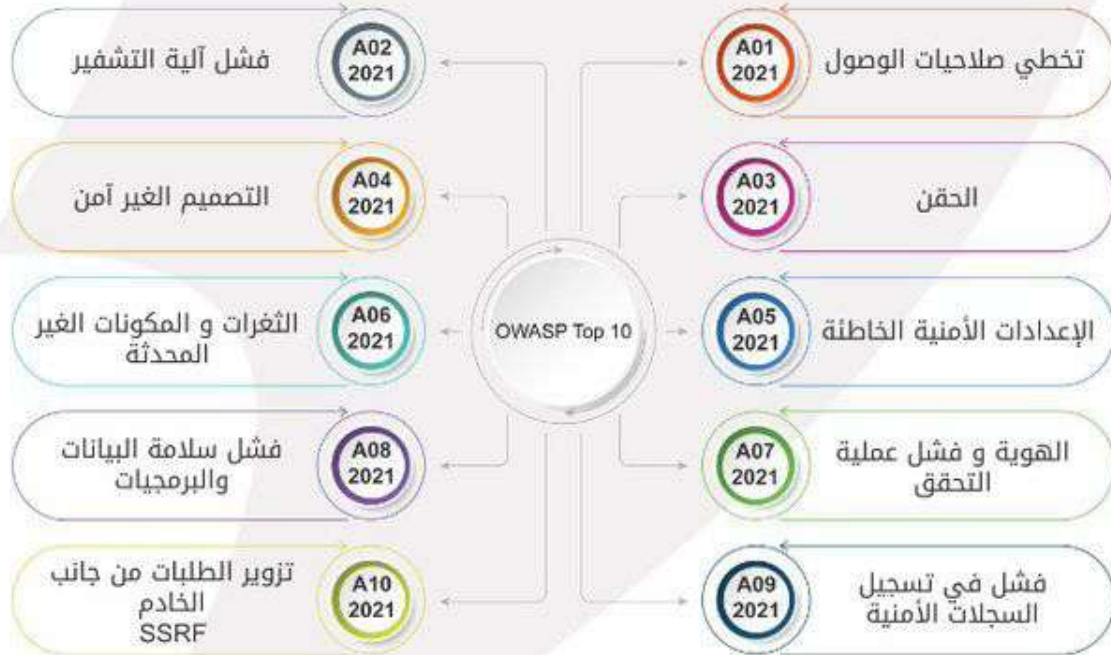 A01
2021
تخطي صلاحيات الوصول
A02
2021
فشل آلية التشفير
A03
2021
الحقن
A04
2021
التصميم الغير آمن
OWASP Top 10
A05
2021
الإعدادات الأمنية الخاطئة
A06
2021
الثغرات و المكونات الغير
المحدثة
A07
2021
الهوية و فشل عملية
التحقق
A08
2021
فشل سلامة البيانات
والبرمجيات
A09
2021
فشل في تسجيل
السجلات الأمنية
A10
2021
تزوير الطلبات من جانب
الخادم
SSRF